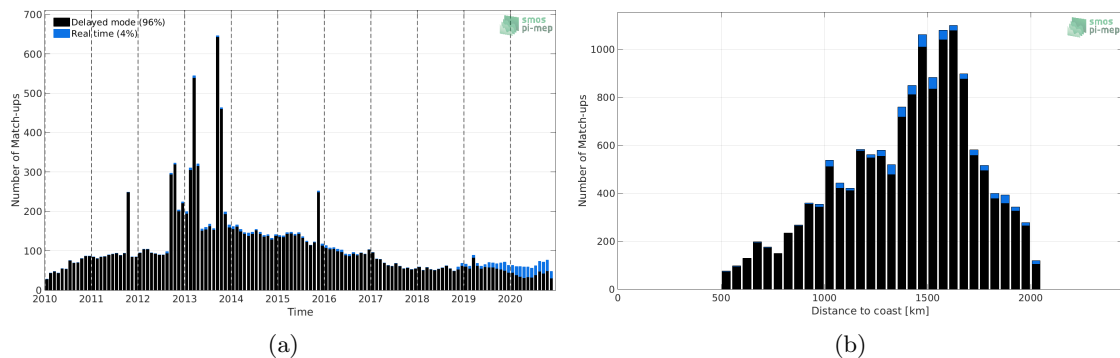 Delayed mode (96%)
Real time (4%)
smos
pi-mep
Number of Match-ups
700
600
500
400
300
200
100
0
2010 2011 2012 2013 2014 2015 2016 2017 2018 2019 2020
Time
(a)
smos
pi-mep
Number of Match-ups
1000
800
600
400
200
0
0 500 1000 1500 2000
Distance to coast [km]
(b)